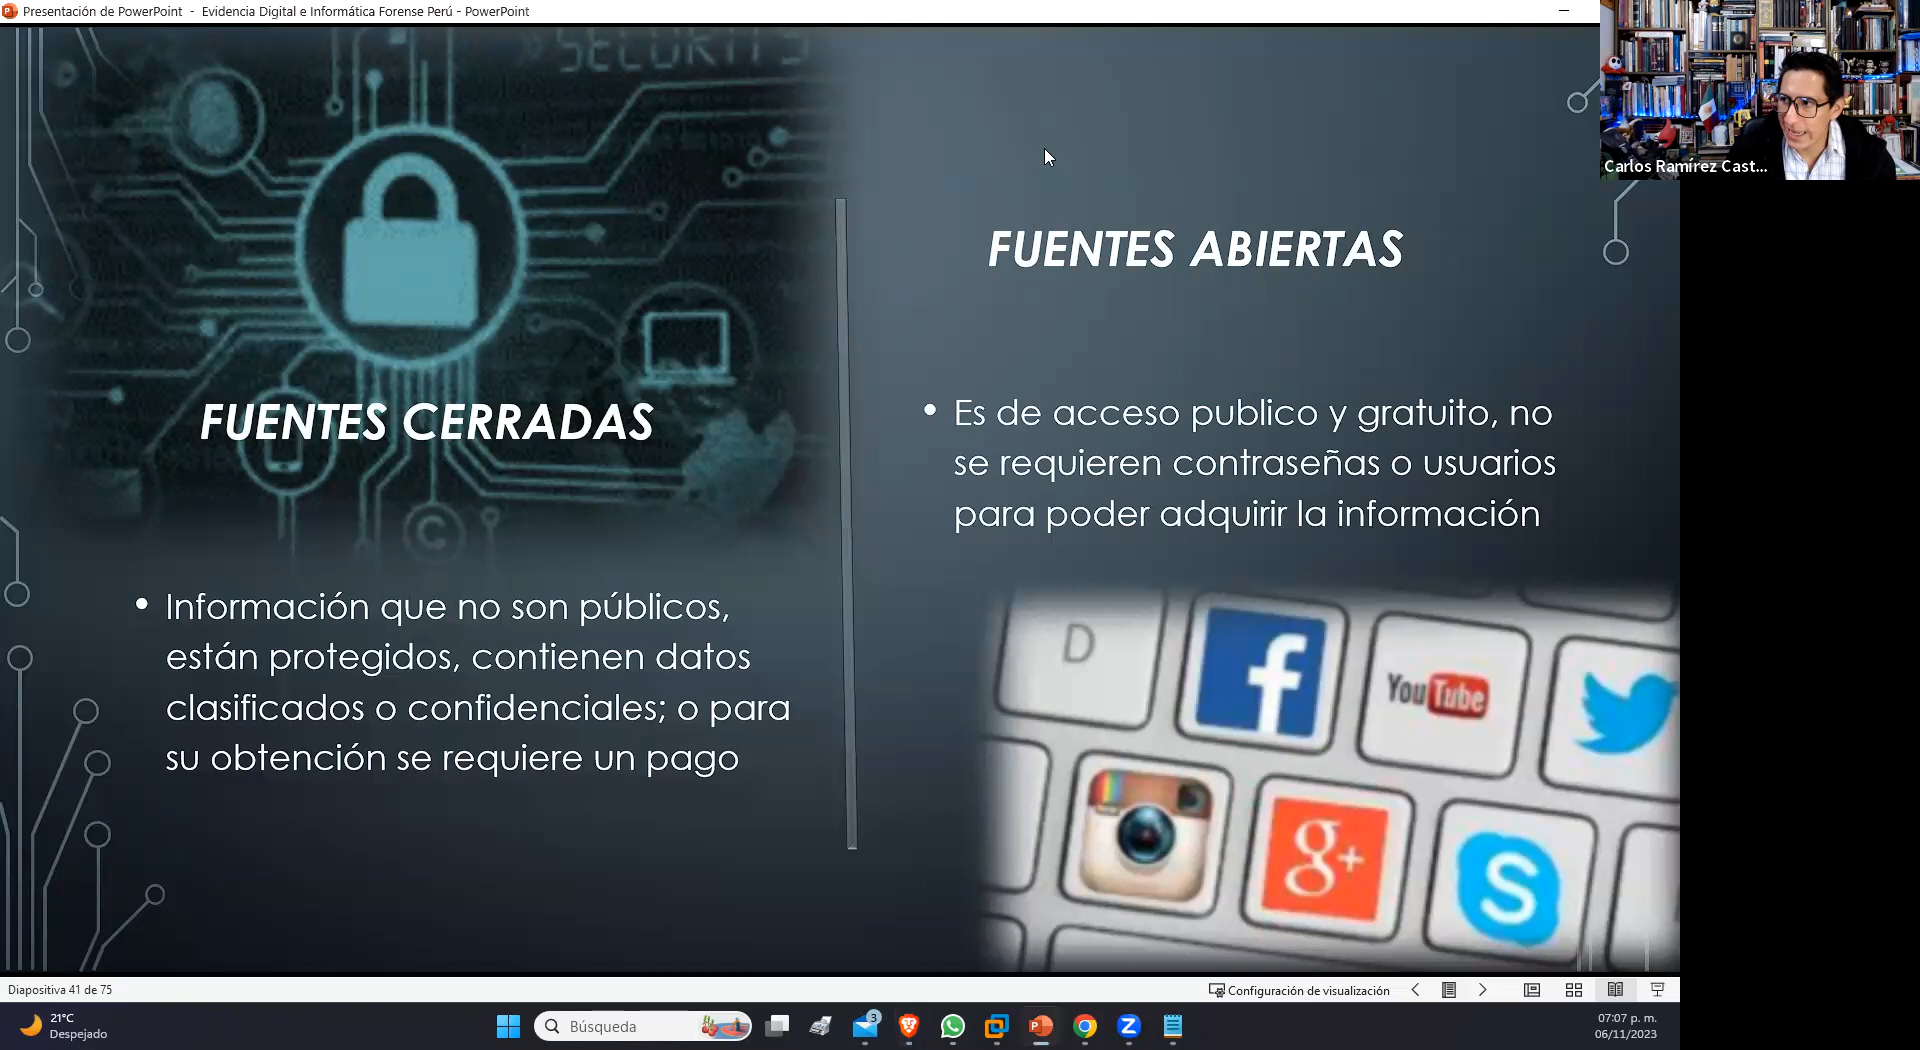 Presentación de PowerPoint - Evidencia Digital e Informática Forense Perú - PowerPoint
SECURITY
Carlos Ramírez Cast...
FUENTES CERRADAS
• Información que no son públicos,
están protegidos, contienen datos
clasificados o confidenciales; o para
su obtención se requiere un pago
FUENTES ABIERTAS
• Es de acceso publico y gratuito, no
se requieren contraseñas o usuarios
para poder adquirir la información
D
f
YouTube
g+
S
C
Diapositiva 41 de 75
Configuración de visualización
21°C
Despejado
Búsqueda
3
07:07 p. m.
06/11/2023